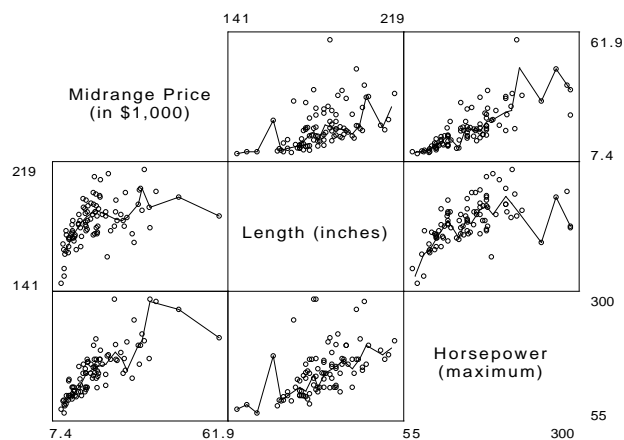 141
219
61.9
Midrange Price
(in $1,000)
7.4
219
Length (inches)
141
300
Horsepower
(maximum)
55
7.4
61.9
55
300